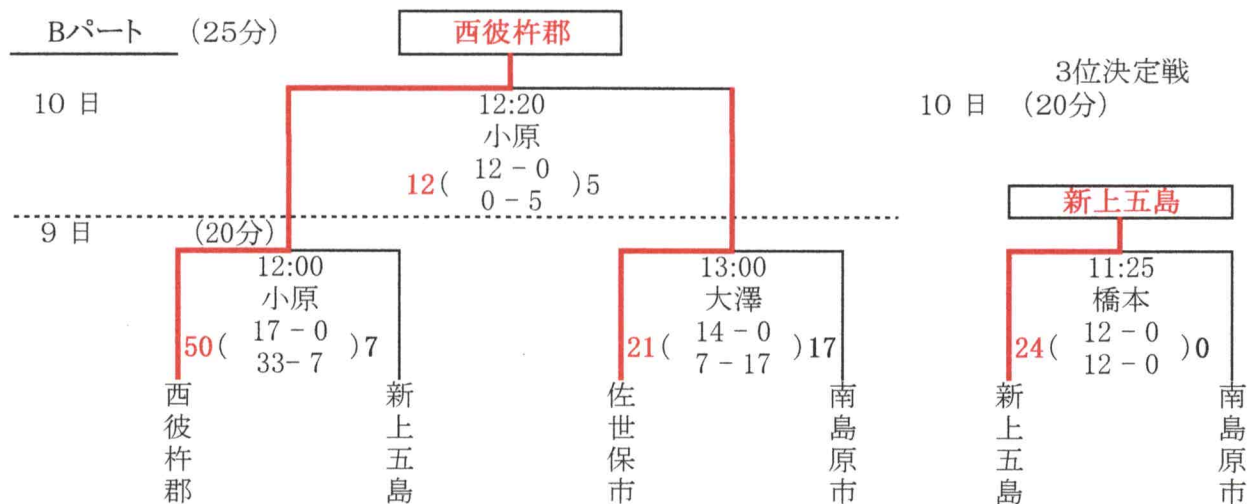 Bパート (25分)
西彼杵郡
3位決定戦
10 日
12:20
10 日 (20分)
小原
12( 12 - 0 )5
0 - 5
新上五島
9 日 (20分)
12:00
13:00
11:25
小原
大澤
橋本
50( 17 - 0 )7
33- 7
21( 14 - 0 )17
7 - 17
24( 12 - 0 )0
12 - 0
西彼杵郡
新上五島
佐世保市
南島原市
新上五島
南島原市